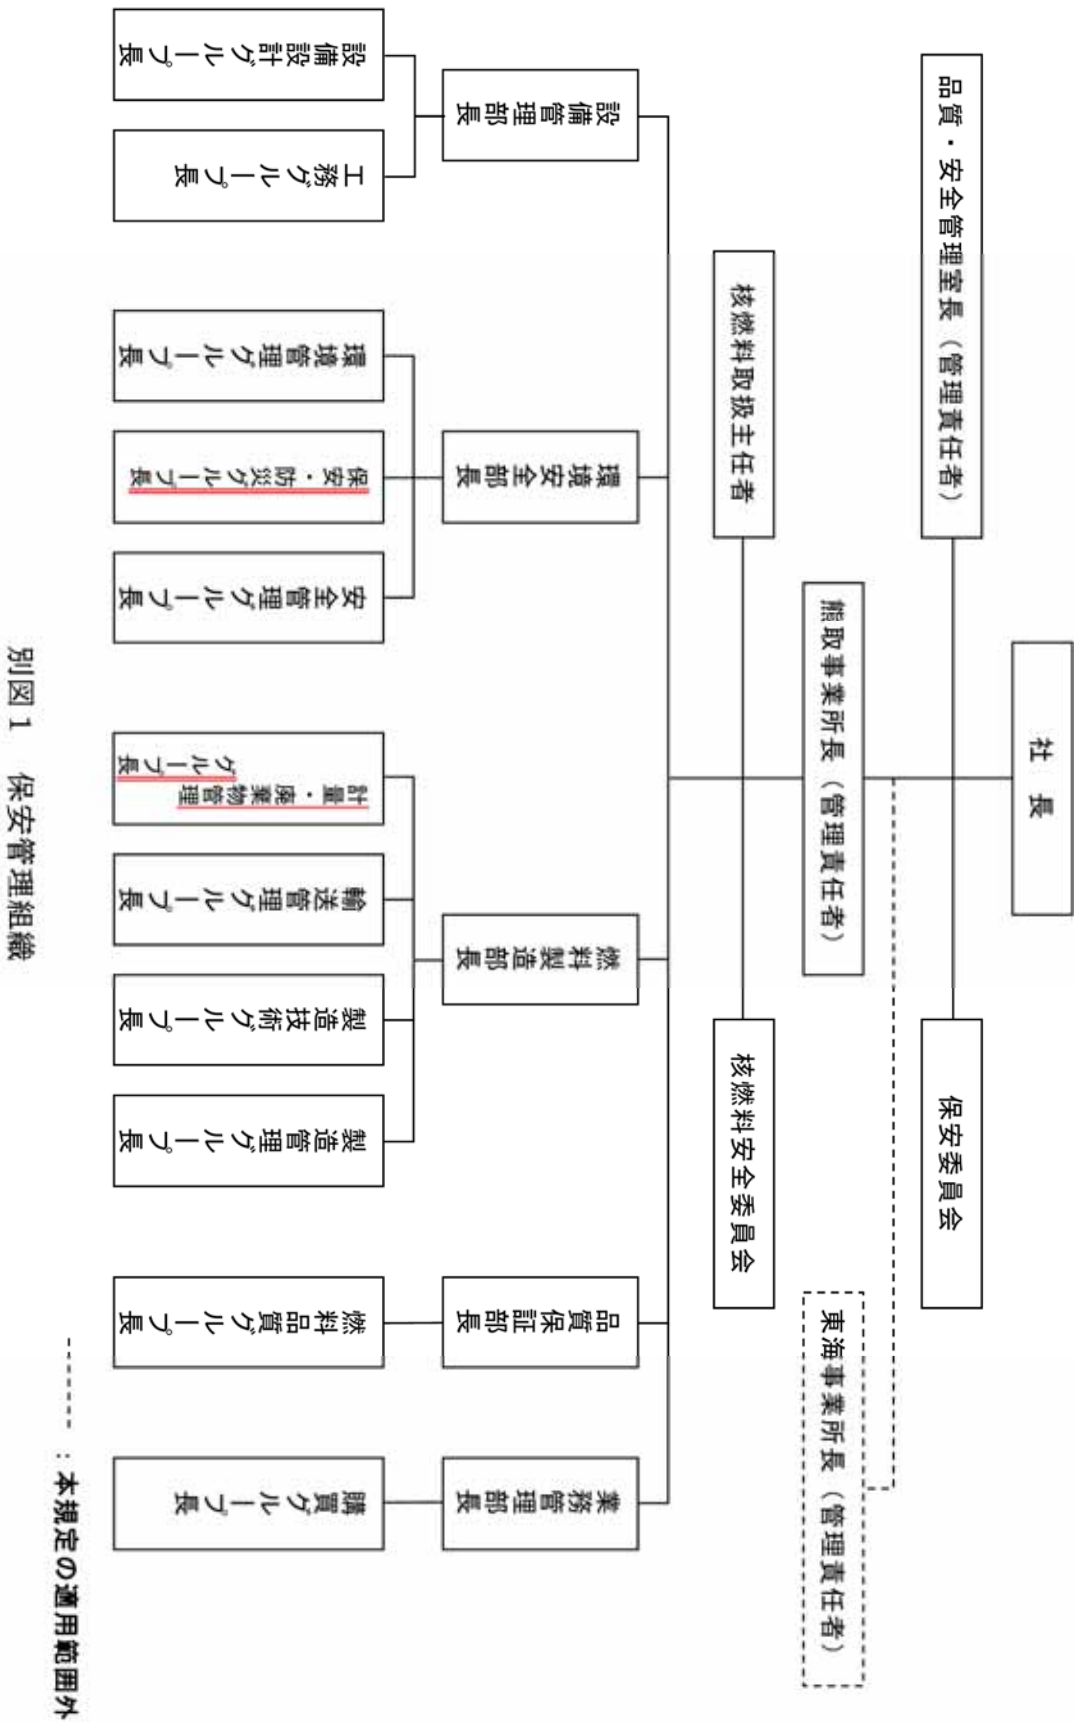 社 長
品質・安全管理室長（管理責任者）
保安委員会
熊取事業所長（管理責任者）
東海事業所長（管理責任者）
核燃料取扱主任者
核燃料安全委員会
設備管理部長
環境安全部長
燃料製造部長
品質保証部長
業務管理部長
設備設計グループ長
工務グループ長
環境管理グループ長
保安・防災グループ長
安全管理グループ長
計量・廃棄物管理
グループ長
輸送管理グループ長
製造技術グループ長
製造管理グループ長
燃料品質グループ長
購買グループ長
：本規定の適用範囲外
別図1 保安管理組織